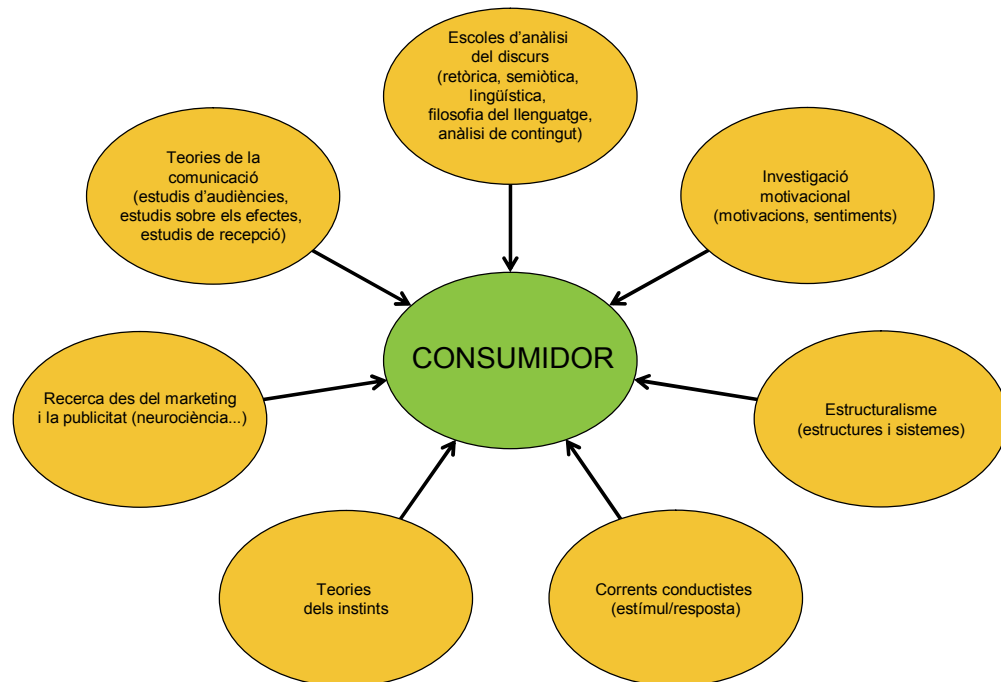 Escoles d'anàlisi
del discurs
(retòrica, semiòtica,
lingüística,
filosofia del llenguatge,
anàlisi de contingut)
Teories de la
comunicació
(estudis d'audiències,
estudis sobre els efectes,
estudis de recepció)
Investigació
motivacional
(motivacions, sentiments)
CONSUMIDOR
Recerca des del marketing
i la publicitat (neurociència...)
Estructuralisme
(estructures i sistemes)
Teories
dels instints
Corrents conductistes
(estímul/resposta)